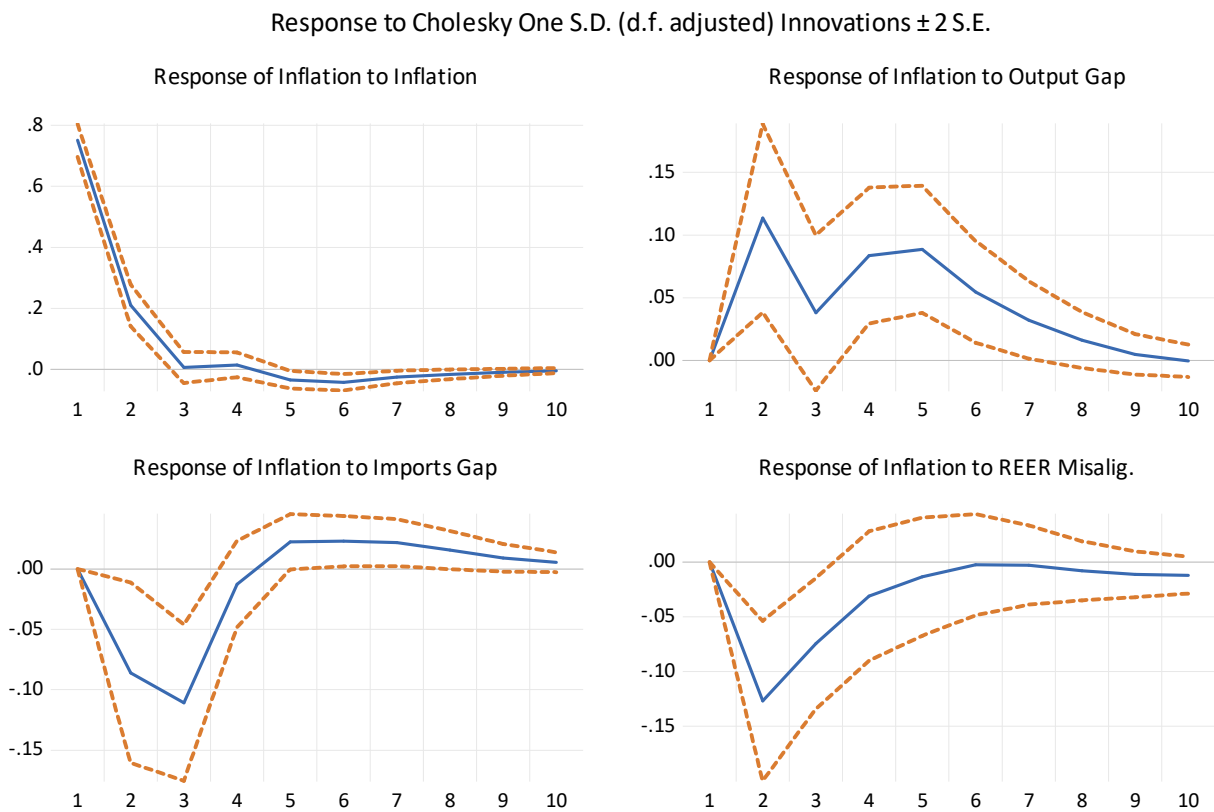 Response to Cholesky One S.D. (d.f. adjusted) Innovations ± 2 S.E.
Response of Inflation to Inflation
.8
.6
.4
.2
.0
1 2 3 4 5 6 7 8 9 10
Response of Inflation to Output Gap
.15
.10
.05
.00
1 2 3 4 5 6 7 8 9 10
Response of Inflation to Imports Gap
.00
-.05
-.10
-.15
1 2 3 4 5 6 7 8 9 10
Response of Inflation to REER Misalig.
.00
-.05
-.10
-.15
1 2 3 4 5 6 7 8 9 10